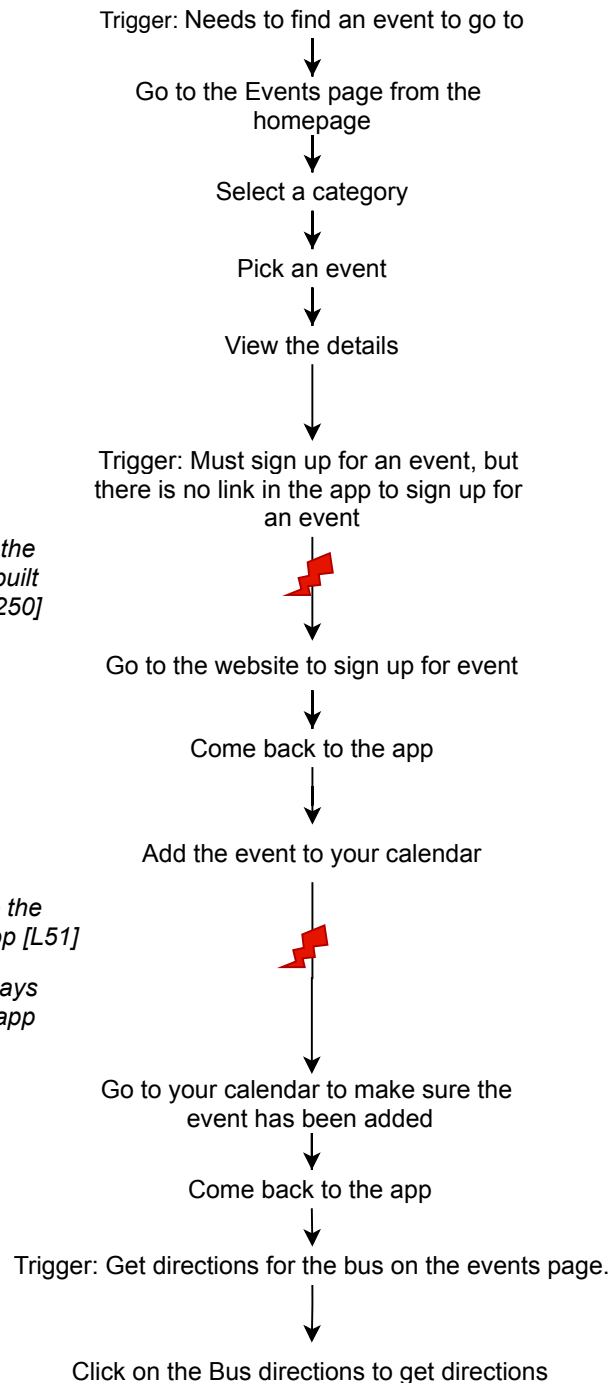 Trigger: Needs to find an event to go to
Go to the Events page from the
homepage
Select a category
Pick an event
View the details
Trigger: Must sign up for an event, but
there is no link in the app to sign up for
an event
the
built
250]
Go to the website to sign up for event
Come back to the app
Add the event to your calendar
the
[L51]
app
Go to your calendar to make sure the
event has been added
Come back to the app
Trigger: Get directions for the bus on the events page.
Click on the Bus directions to get directions